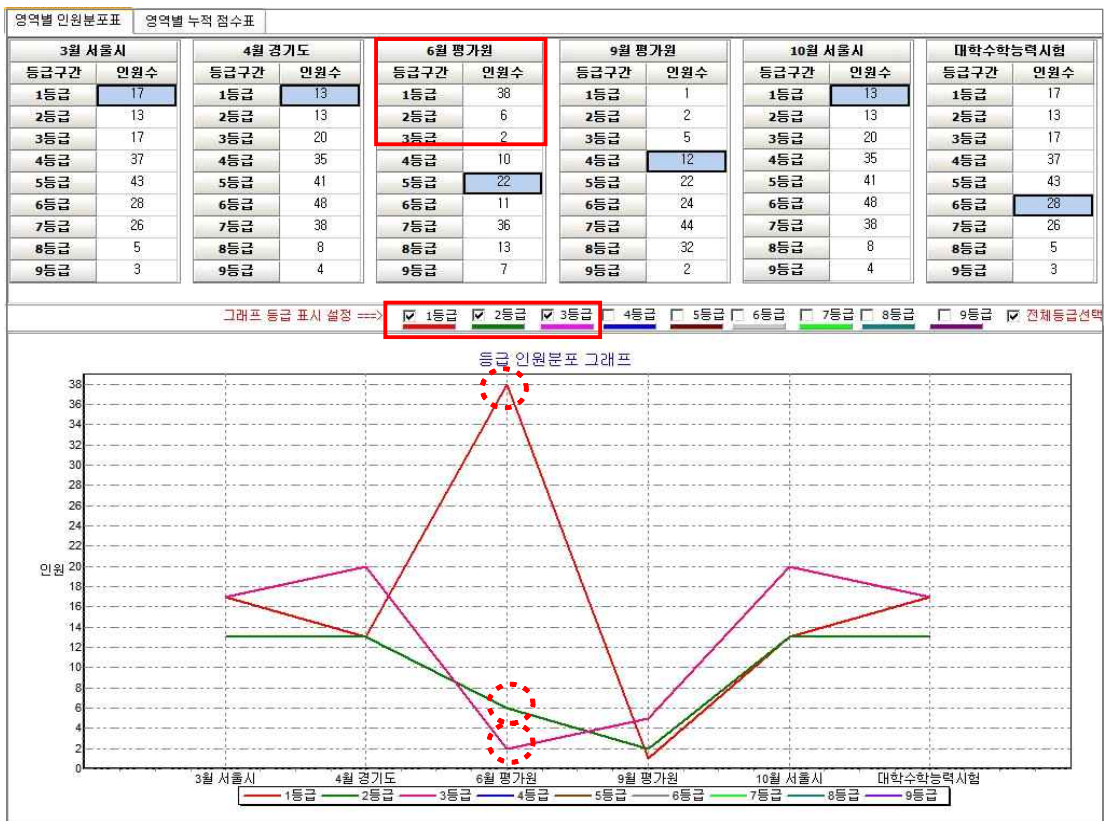 영역별 인원분포표 영역별 누적 점수표
3월 서울시 4월 경기도 6월 평가원 9월 평가원 10월 서울시 대학수학능력시험
등급구간 인원수 등급구간 인원수 등급구간 인원수 등급구간 인원수 등급구간 인원수 등급구간 인원수
1등급 17 1등급 13 1등급 38 1등급 1 1등급 13 1등급 17
2등급 13 2등급 13 2등급 6 2등급 2 2등급 13 2등급 13
3등급 17 3등급 20 3등급 2 3등급 5 3등급 20 3등급 17
4등급 37 4등급 35 4등급 10 4등급 12 4등급 35 4등급 37
5등급 43 5등급 41 5등급 22 5등급 22 5등급 41 5등급 43
6등급 28 6등급 48 6등급 11 6등급 24 6등급 48 6등급 28
7등급 26 7등급 38 7등급 36 7등급 44 7등급 38 7등급 26
8등급 5 8등급 8 8등급 13 8등급 32 8등급 8 8등급 5
9등급 3 9등급 4 9등급 7 9등급 2 9등급 4 9등급 3
그래프 등급 표시 설정 ===> 1등급 2등급 3등급 4등급 5등급 6등급 7등급 8등급 9등급 전체등급선택
등급 인원분포 그래프
38
36
34
32
30
28
26
24
22
인원 20
18
16
14
12
10
8
6
4
2
0
3월 서울시 4월 경기도 6월 평가원 9월 평가원 10월 서울시 대학수학능력시험
1등급 2등급 3등급 4등급 5등급 6등급 7등급 8등급 9등급